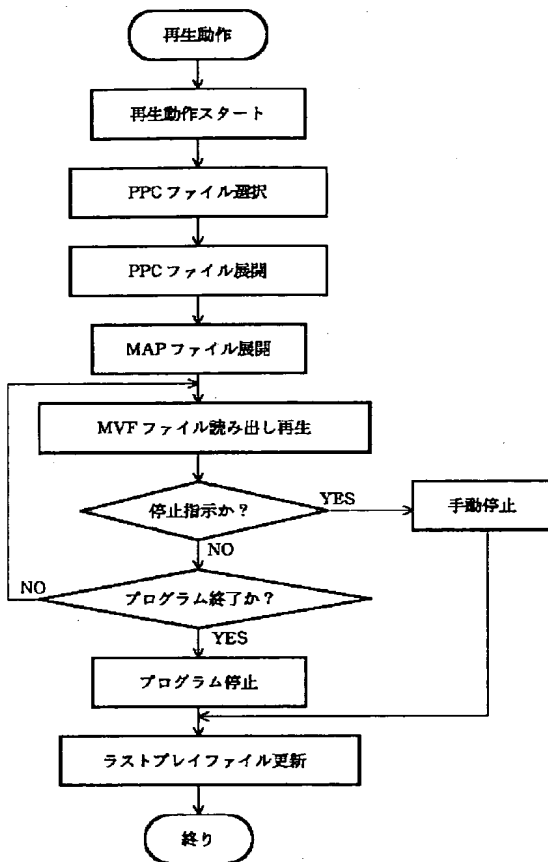 再生動作
再生動作スタート
PPCファイル選択
PPCファイル展開
MAPファイル展開
MVFファイル読み出し再生
停止指示か？
YES
手動停止
NO
プログラム終了か？
NO
YES
プログラム停止
ラストプレイファイル更新
終り